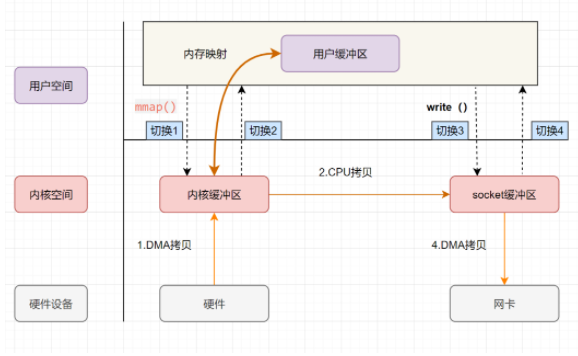 内存映射
用户缓冲区
用户空间
mmap()
write（）
切换1
切换2
切换3
切换4
2.CPU拷贝
内核空间
内核缓冲区
socket缓冲区
1.DMA拷贝
4.DMA拷贝
硬件设备
硬件
网卡